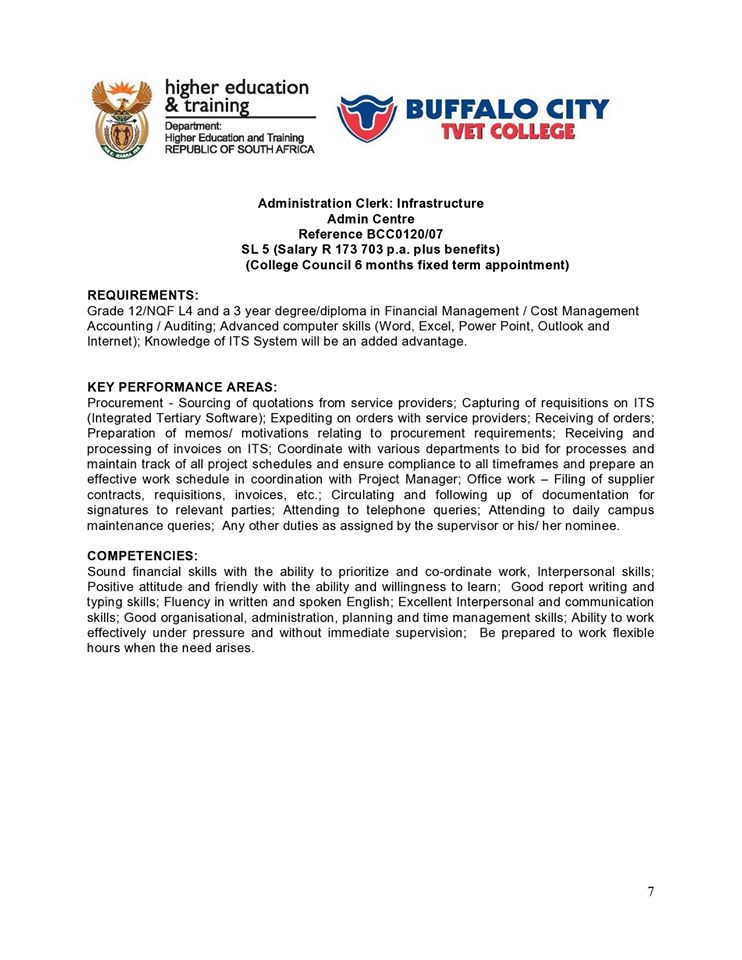 higher education
& training
Department:
Higher Education and Training
REPUBLIC OF SOUTH AFRICA
BUFFALO CITY
TVET COLLEGE
Administration Clerk: Infrastructure
Admin Centre
Reference BCC0120/07
SL 5 (Salary R 173 703 p.a. plus benefits)
(College Council 6 months fixed term appointment)
REQUIREMENTS:
Grade 12/NQF L4 and a 3 year degree/diploma in Financial Management / Cost Management
Accounting / Auditing; Advanced computer skills (Word, Excel, Power Point, Outlook and
Internet); Knowledge of ITS System will be an added advantage.
KEY PERFORMANCE AREAS:
Procurement - Sourcing of quotations from service providers; Capturing of requisitions on ITS
(Integrated Tertiary Software); Expediting on orders with service providers; Receiving of orders;
Preparation of memos/ motivations relating to procurement requirements; Receiving and
processing of invoices on ITS; Coordinate with various departments to bid for processes and
maintain track of all project schedules and ensure compliance to all timeframes and prepare an
effective work schedule in coordination with Project Manager; Office work – Filing of supplier
contracts, requisitions, invoices, etc.; Circulating and following up of documentation for
signatures to relevant parties; Attending to telephone queries; Attending to daily campus
maintenance queries; Any other duties as assigned by the supervisor or his/ her nominee.
COMPETENCIES:
Sound financial skills with the ability to prioritize and co-ordinate work, Interpersonal skills;
Positive attitude and friendly with the ability and willingness to learn; Good report writing and
typing skills; Fluency in written and spoken English; Excellent Interpersonal and communication
skills; Good organisational, administration, planning and time management skills; Ability to work
effectively under pressure and without immediate supervision; Be prepared to work flexible
hours when the need arises.
7